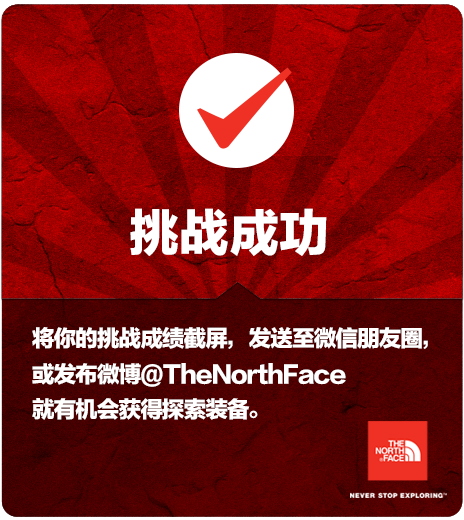 挑战成功
将你的挑战成绩截屏，发送至微信朋友圈，
或发布微博@TheNorthFace
就有机会获得探索装备。
THE
NORTH
FACE
NEVER STOP EXPLORING™